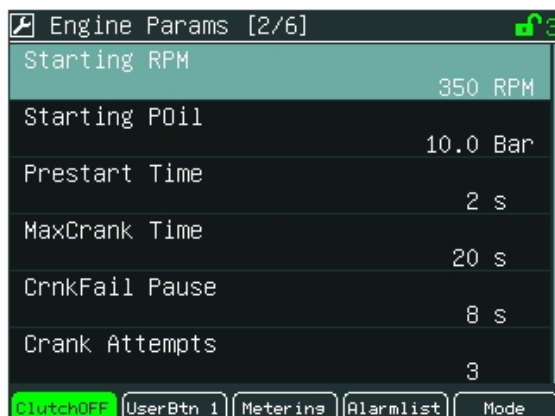 Engine Params [2/6]
3
Starting RPM
350 RPM
Starting POil
10.0 Bar
Prestart Time
2 s
MaxCrank Time
20 s
CrnkFail Pause
8 s
Crank Attempts
3
ClutchOFF UserBtn 1 Metering Alarmlist Mode